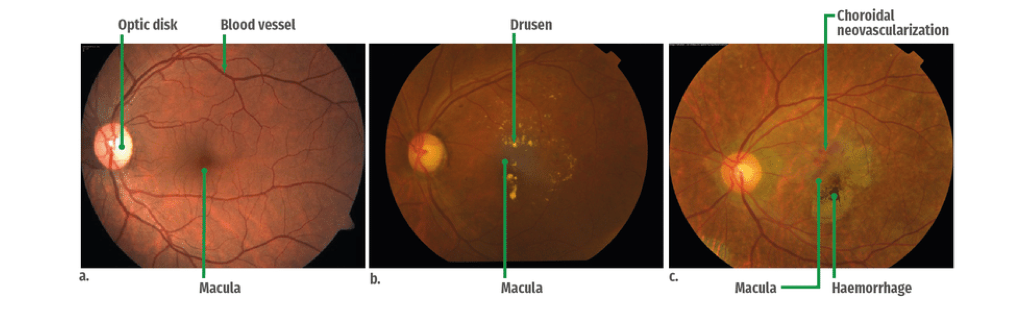 Optic disk
Blood vessel
Drusen
Choroidal
neovascularization
a.
Macula
b.
Macula
c.
Macula
Haemorrhage